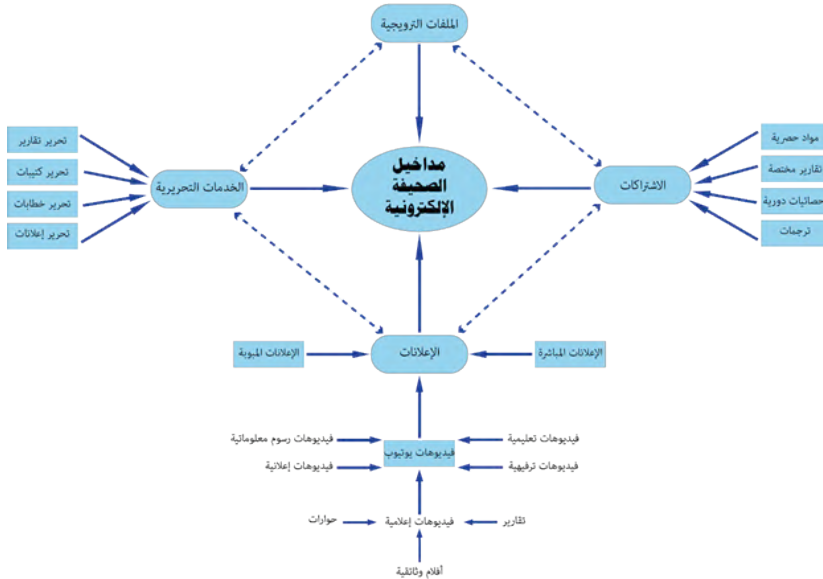 الملفات الترويجية
مواد حصرية
تقارير مختصة
حصائيات دورية
ترجمات
الاشتراكات
مداخيل
الصحيفة
الإلكترونية
الخدمات التحريرية
تحرير تقارير
تحرير كتيبات
تحرير خطابات
تحرير إعلانات
الإعلانات المباشرة
الإعلانات
الإعلانات المبوبة
فيديوهات تعليمية
فيديوهات رسوم معلوماتية
فيديوهات يوتيوب
فيديوهات ترفيهية
فيديوهات إعلانية
تقارير
فيديوهات إعلامية
حوارات
أفلام وثائقية